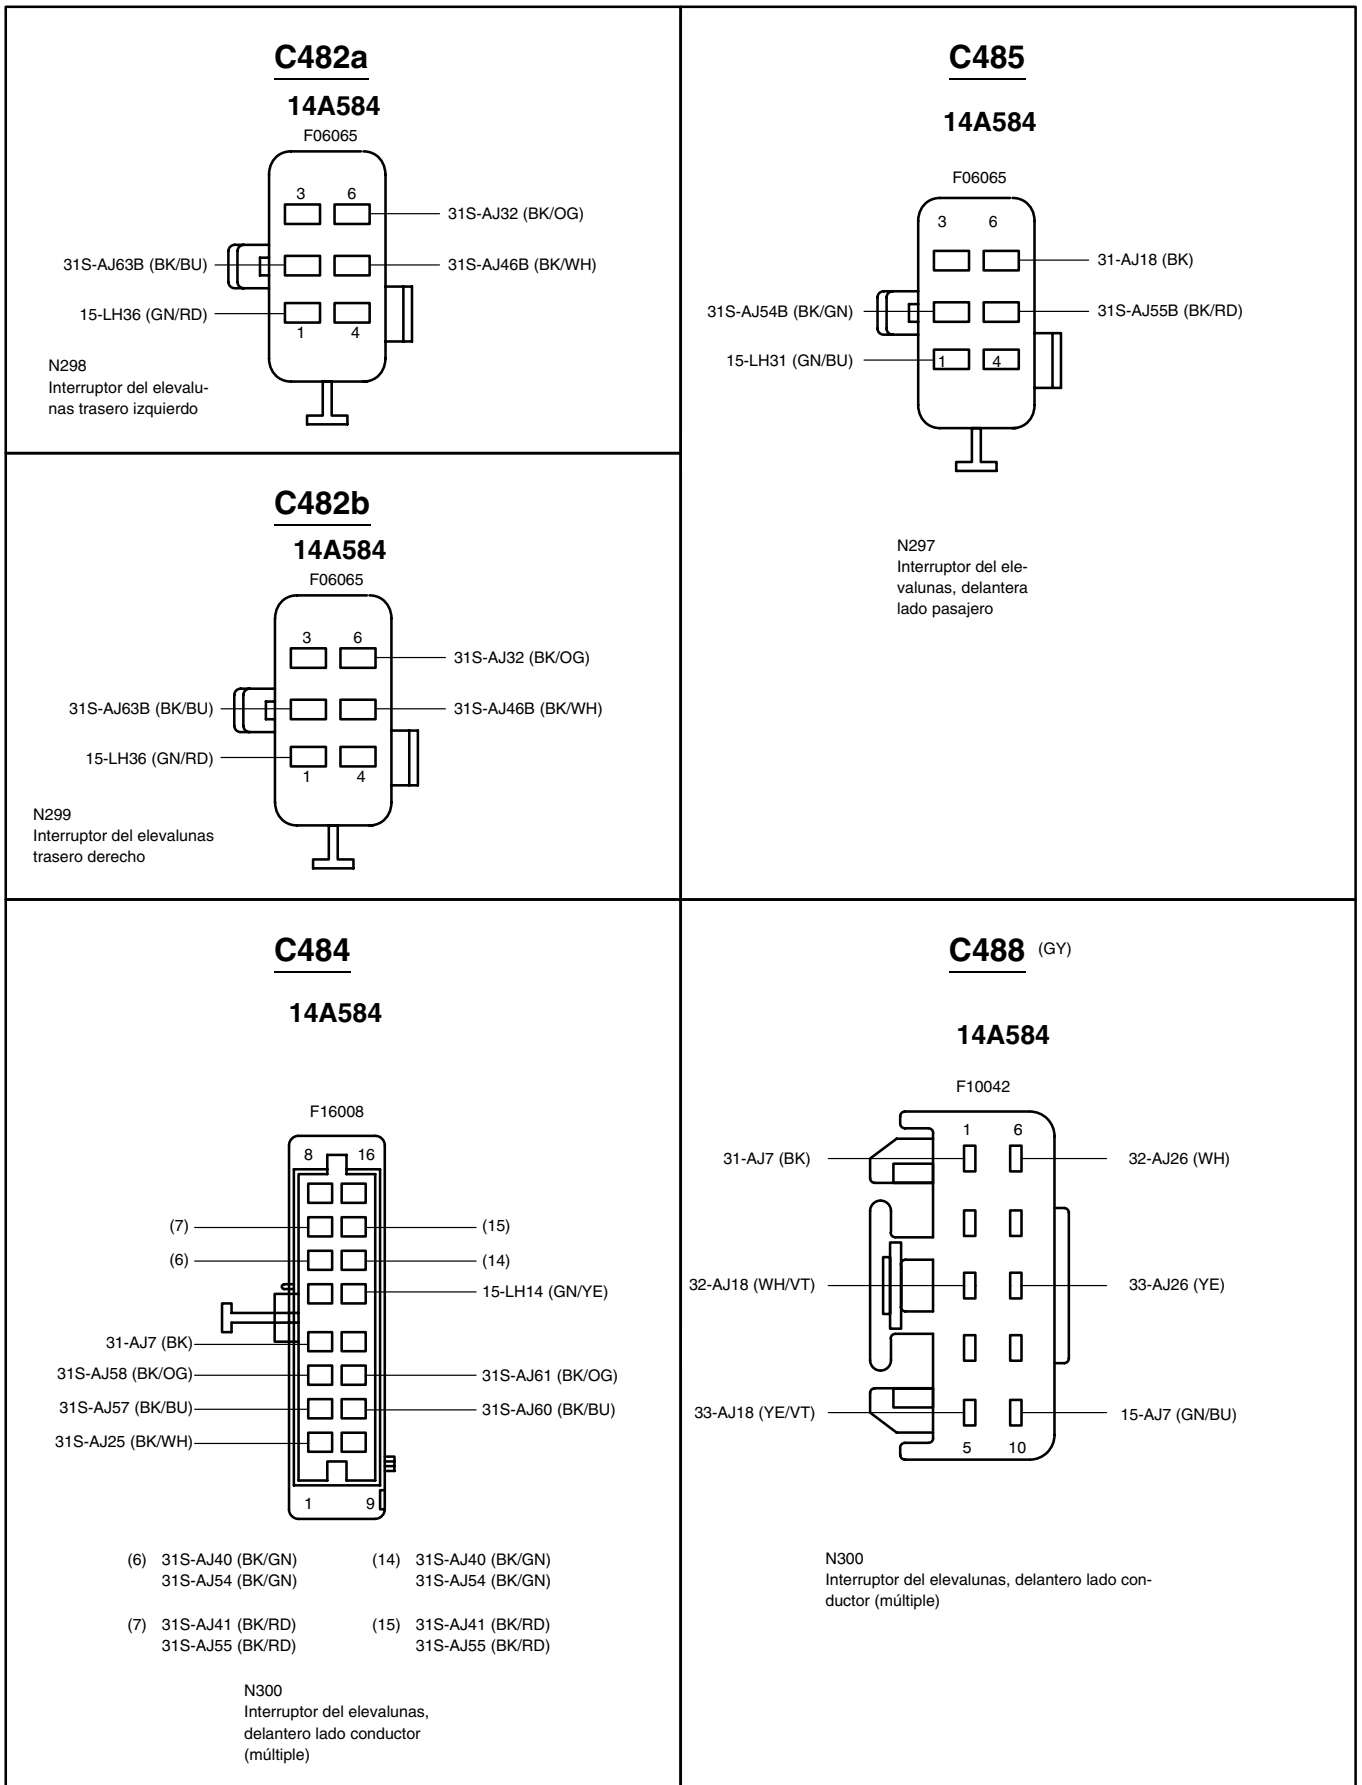 C482a
14A584
F06065
3 6
31S-AJ32 (BK/OG)
31S-AJ63B (BK/BU)
31S-AJ46B (BK/WH)
15-LH36 (GN/RD)
1 4
N298
Interruptor del elevalu-
nas trasero izquierdo
C485
14A584
F06065
3 6
31-AJ18 (BK)
31S-AJ54B (BK/GN)
31S-AJ55B (BK/RD)
15-LH31 (GN/BU)
1 4
N297
Interruptor del ele-
valunas, delantera
lado pasajero
C482b
14A584
F06065
3 6
31S-AJ32 (BK/OG)
31S-AJ63B (BK/BU)
31S-AJ46B (BK/WH)
15-LH36 (GN/RD)
1 4
N299
Interruptor del elevalunas
trasero derecho
C484
14A584
F16008
8 16
(7) (15)
(6) (14)
15-LH14 (GN/YE)
31-AJ7 (BK)
31S-AJ58 (BK/OG)
31S-AJ61 (BK/OG)
31S-AJ57 (BK/BU)
31S-AJ60 (BK/BU)
31S-AJ25 (BK/WH)
1 9
(6) 31S-AJ40 (BK/GN)
31S-AJ54 (BK/GN)
(14) 31S-AJ40 (BK/GN)
31S-AJ54 (BK/GN)
(7) 31S-AJ41 (BK/RD)
31S-AJ55 (BK/RD)
(15) 31S-AJ41 (BK/RD)
31S-AJ55 (BK/RD)
N300
Interruptor del elevalunas,
delantero lado conductor
(múltiple)
C488 (GY)
14A584
F10042
1 6
31-AJ7 (BK)
32-AJ26 (WH)
32-AJ18 (WH/VT)
33-AJ26 (YE)
33-AJ18 (YE/VT)
15-AJ7 (GN/BU)
5 10
N300
Interruptor del elevalunas, delantero lado con-
ductor (múltiple)